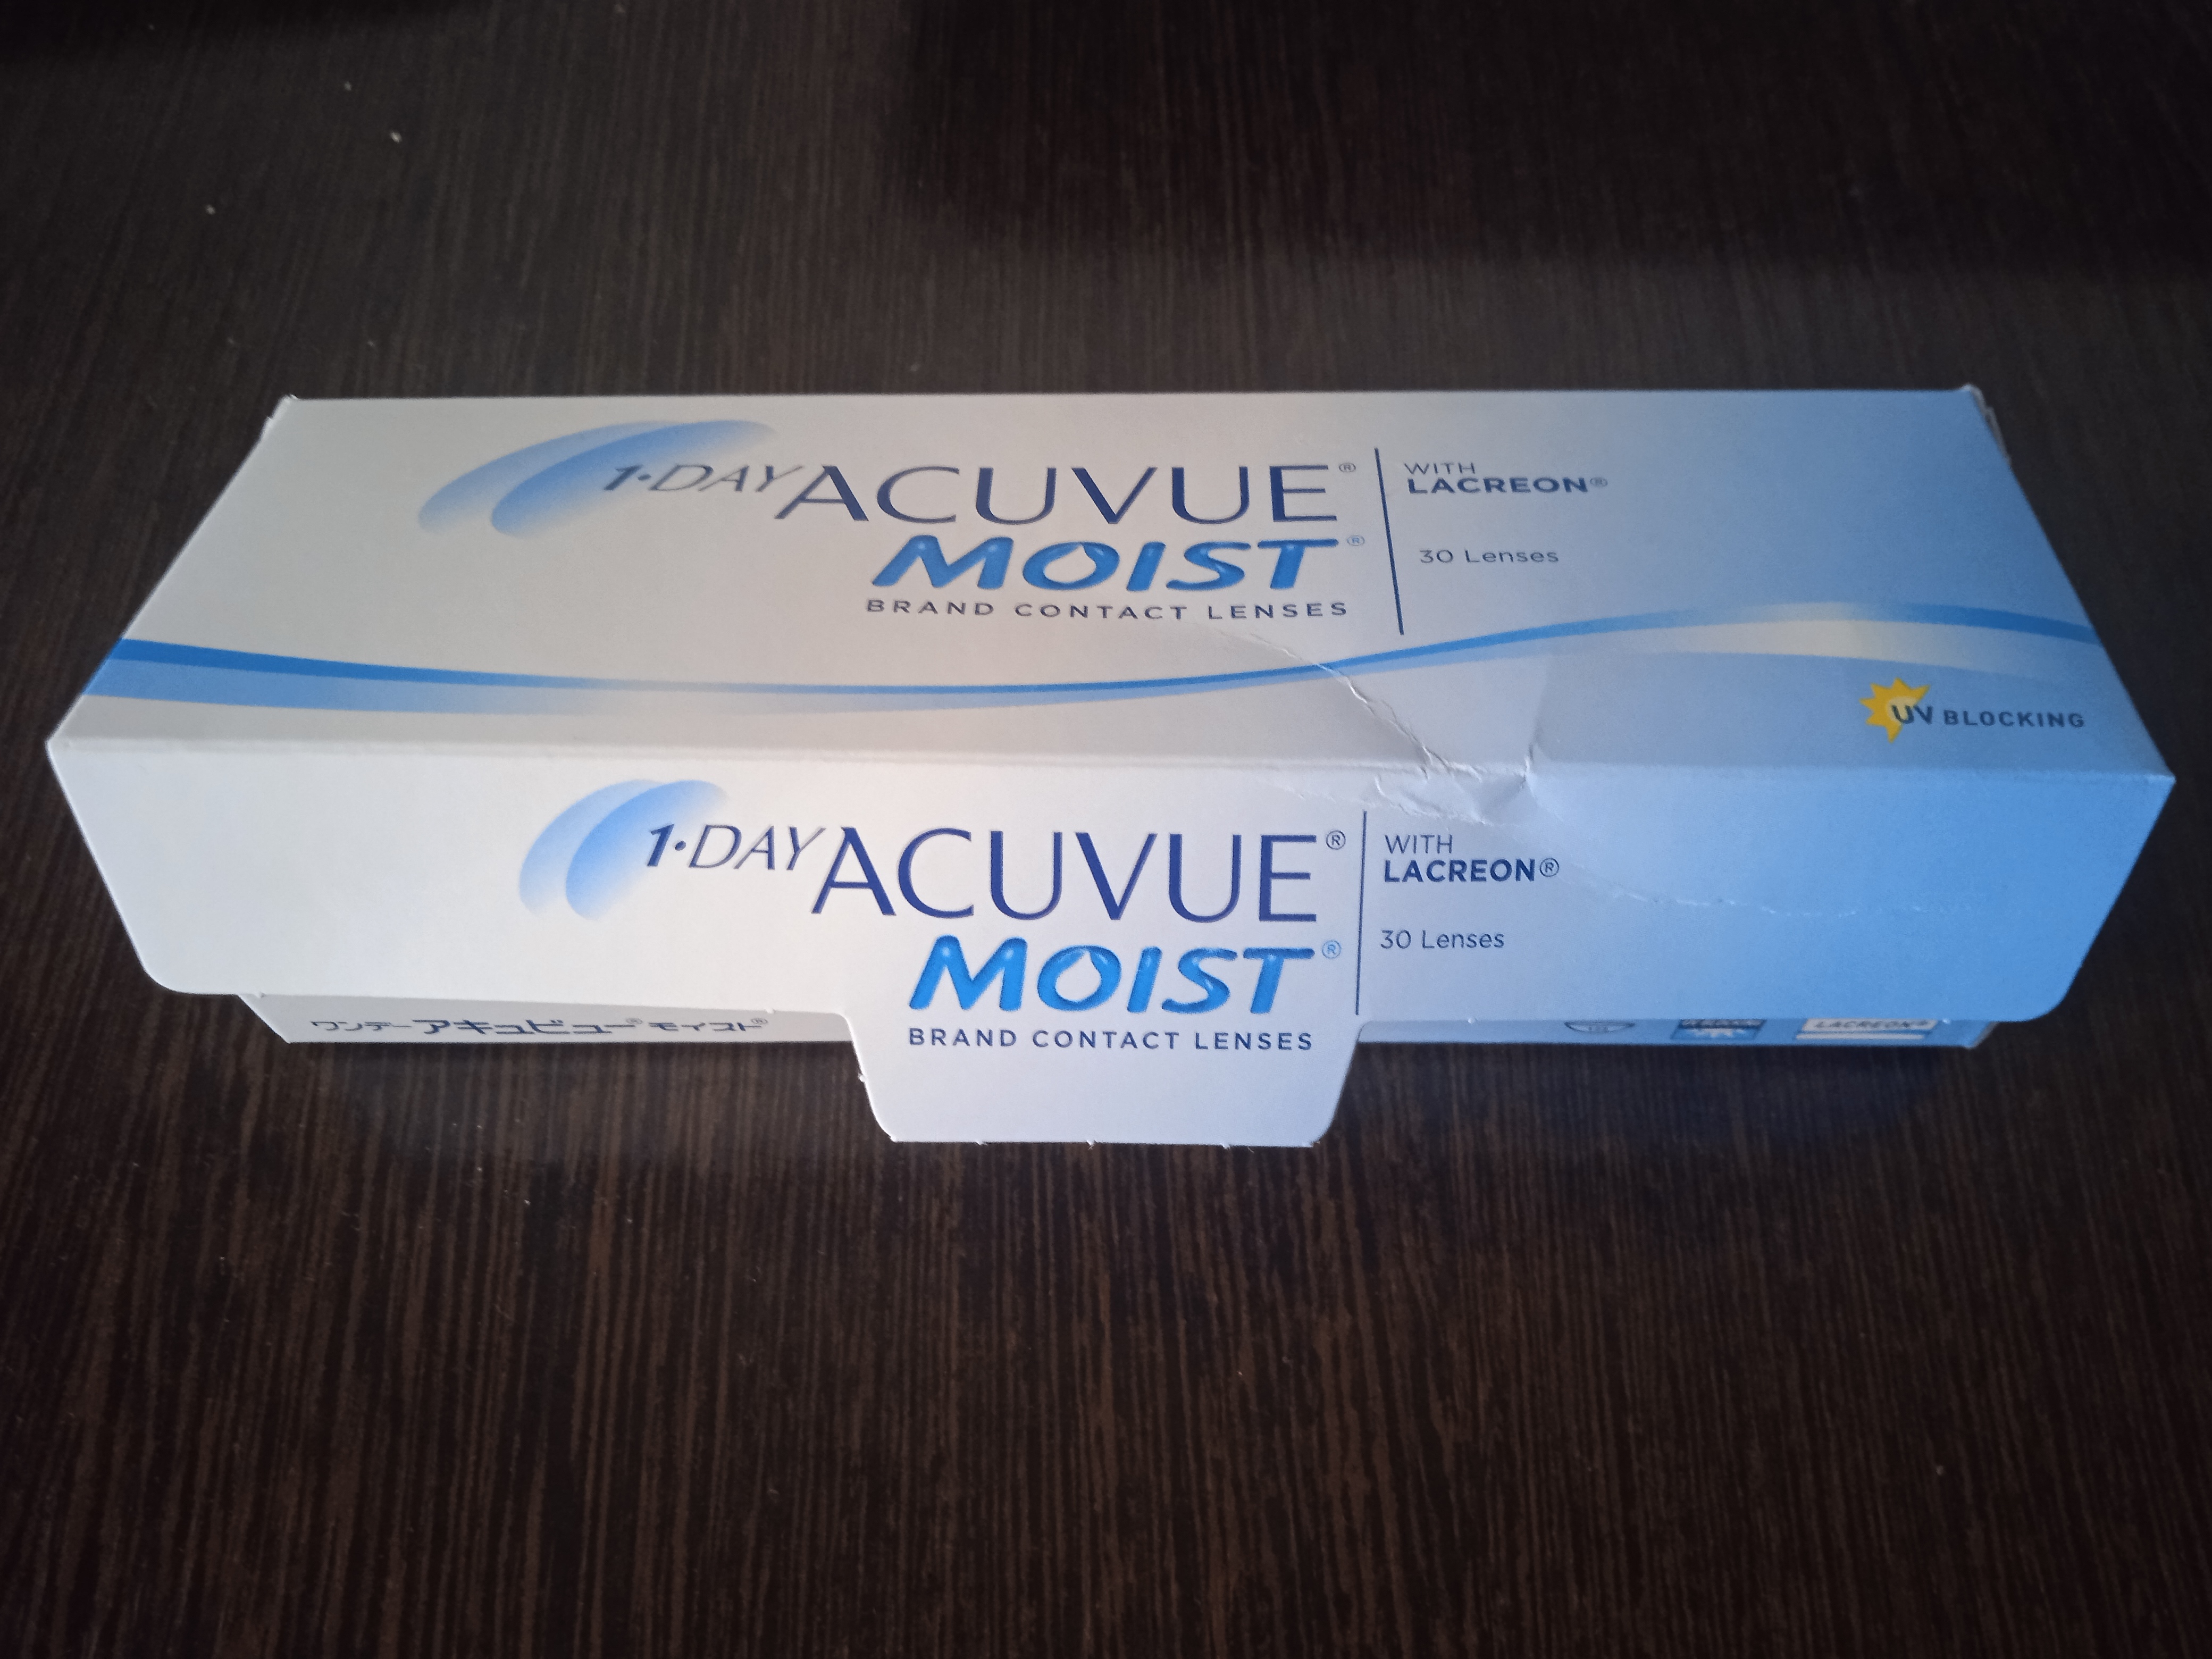 1·DAY ACUVUE®
MOIST®
BRAND CONTACT LENSES
WITH
LACREON®
30 Lenses
UV BLOCKING
1·DAY ACUVUE®
MOIST®
BRAND CONTACT LENSES
WITH
LACREON®
30 Lenses
ワンデー アキュビュー® モイスト®
LACREON®